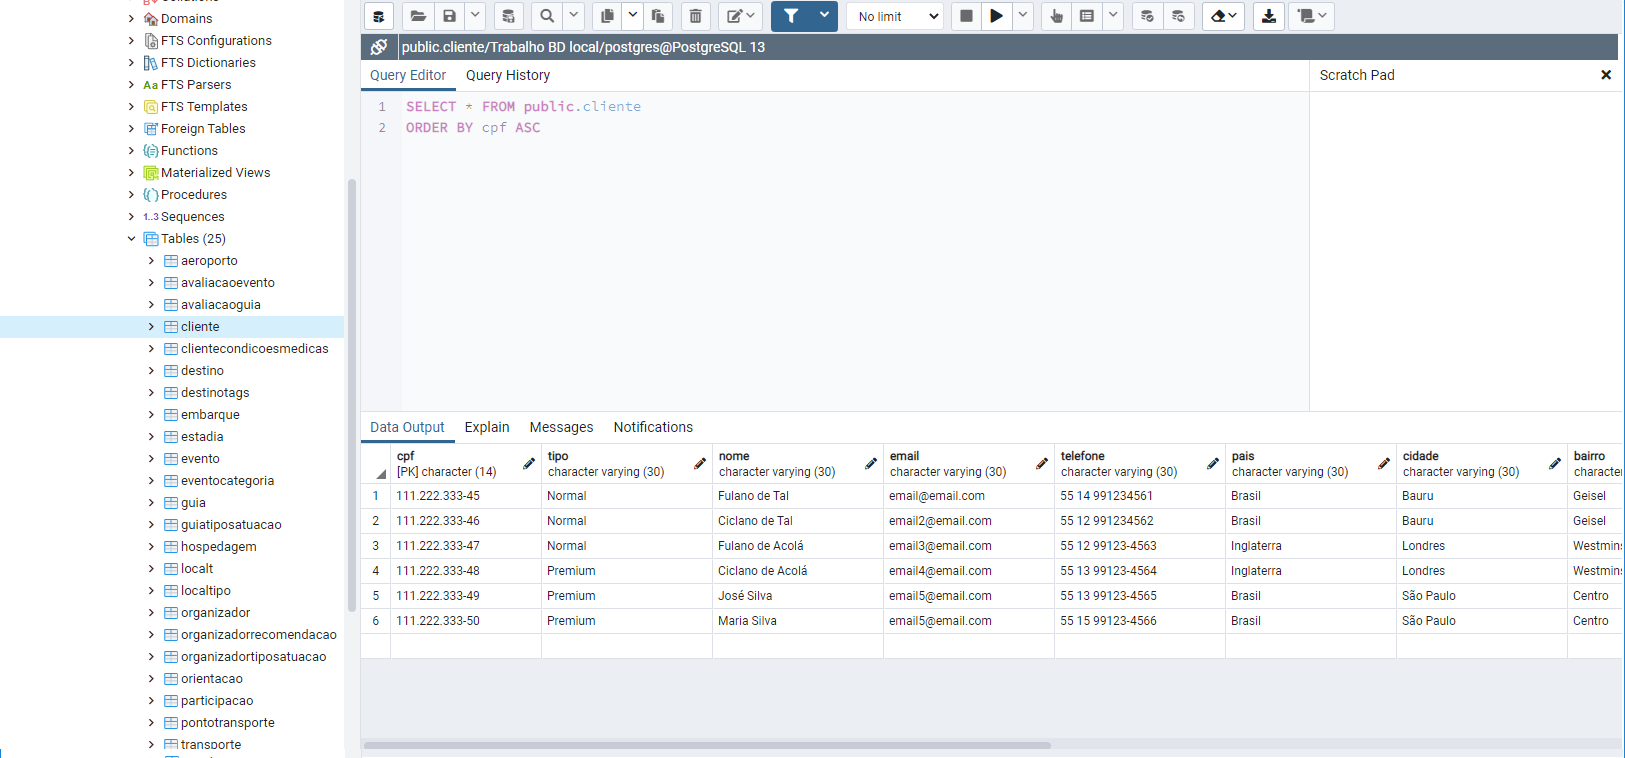 Domains
FTS Configurations
FTS Dictionaries
Aa FTS Parsers
FTS Templates
Foreign Tables
Functions
Materialized Views
Procedures
1..3 Sequences
Tables (25)
aeroporto
avaliacaoevento
avaliacaoguia
cliente
clientecondicoesmedicas
destino
destinotags
embarque
estadia
evento
eventocategoria
guia
guiatiposatuacao
hospedagem
localt
localtipo
organizador
organizadorrecomendacao
organizadortiposatuacao
orientacao
participacao
pontotransporte
transporte
No limit
public.cliente/Trabalho BD local/postgres@PostgreSQL 13
Query Editor Query History
Scratch Pad
1 SELECT * FROM public.cliente
2 ORDER BY cpf ASC
Data Output Explain Messages Notifications
cpf tipo nome email telefone pais cidade bairro
[PK] character (14) character varying (30) character varying (30) character varying (30) character varying (30) character varying (30) character varying (30) characte
1 111.222.333-45 Normal Fulano de Tal email@email.com 55 14 991234561 Brasil Bauru Geisel
2 111.222.333-46 Normal Ciclano de Tal email2@email.com 55 12 991234562 Brasil Bauru Geisel
3 111.222.333-47 Normal Fulano de Acolá email3@email.com 55 12 99123-4563 Inglaterra Londres Westmin
4 111.222.333-48 Premium Ciclano de Acolá email4@email.com 55 13 99123-4564 Inglaterra Londres Westmin
5 111.222.333-49 Premium José Silva email5@email.com 55 13 99123-4565 Brasil São Paulo Centro
6 111.222.333-50 Premium Maria Silva email5@email.com 55 15 99123-4566 Brasil São Paulo Centro